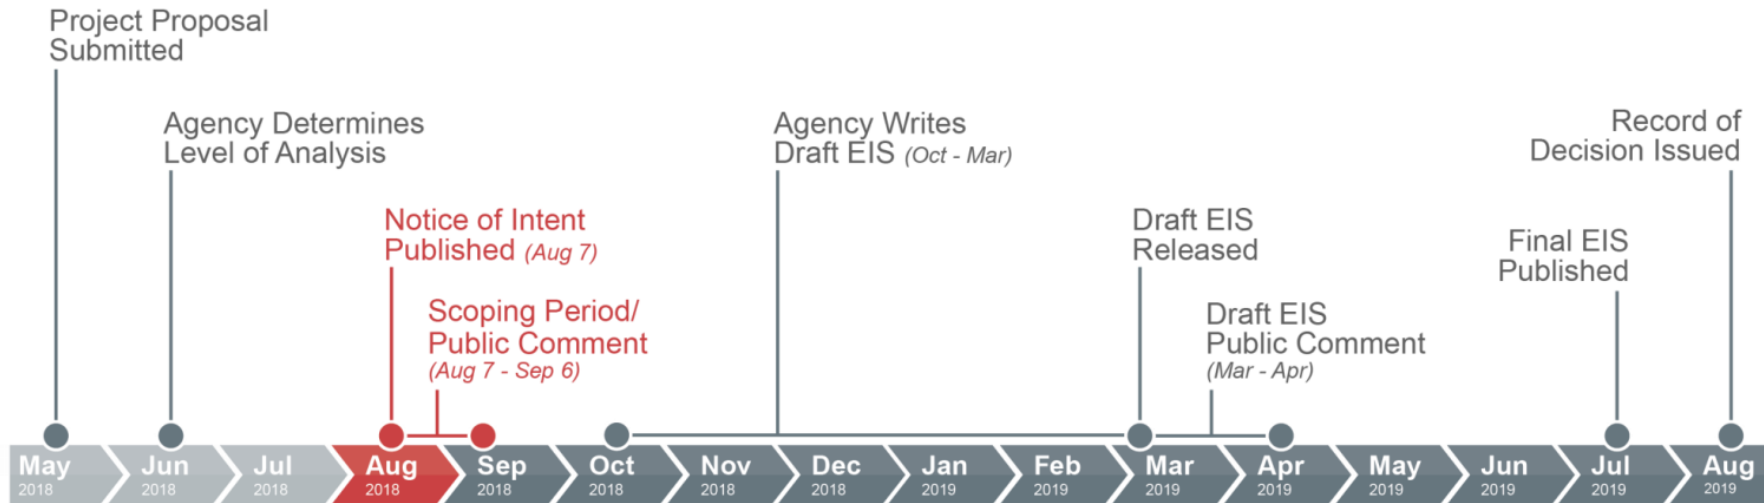 Project Proposal
Submitted
Agency Determines
Level of Analysis
Notice of Intent
Published (Aug 7)
Scoping Period/
Public Comment
(Aug 7 - Sep 6)
Agency Writes
Draft EIS (Oct - Mar)
Draft EIS
Released
Draft EIS
Public Comment
(Mar - Apr)
Final EIS
Published
Record of
Decision Issued
May
2018
Jun
2018
Jul
2018
Aug
2018
Sep
2018
Oct
2018
Nov
2018
Dec
2018
Jan
2019
Feb
2019
Mar
2019
Apr
2019
May
2019
Jun
2019
Jul
2019
Aug
2019